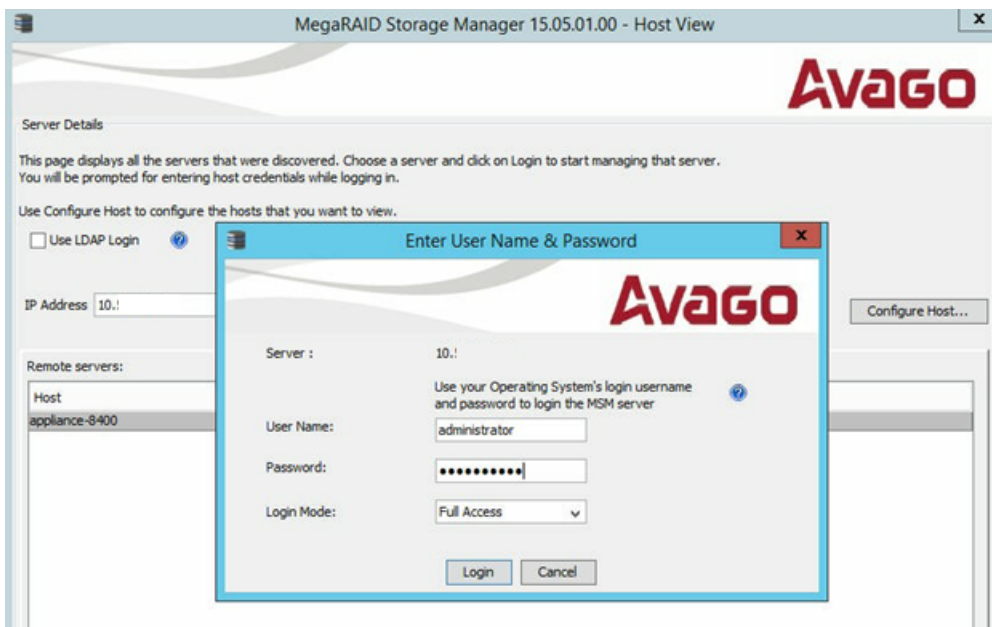 MegaRAID Storage Manager 15.05.01.00 - Host View
x
AVAGO
Server Details
This page displays all the servers that were discovered. Choose a server and click on Login to start managing that server.
You will be prompted for entering host credentials while logging in.
Use Configure Host to configure the hosts that you want to view.
Use LDAP Login ?
IP Address 10.
Configure Host...
Remote servers:
Host
appliance-8400
Enter User Name & Password
x
AVAGO
Server : 10.
Use your Operating System's login username
and password to login the MSM server
?
User Name: administrator
Password: ●●●●●●●●●●
Login Mode: Full Access
Login Cancel